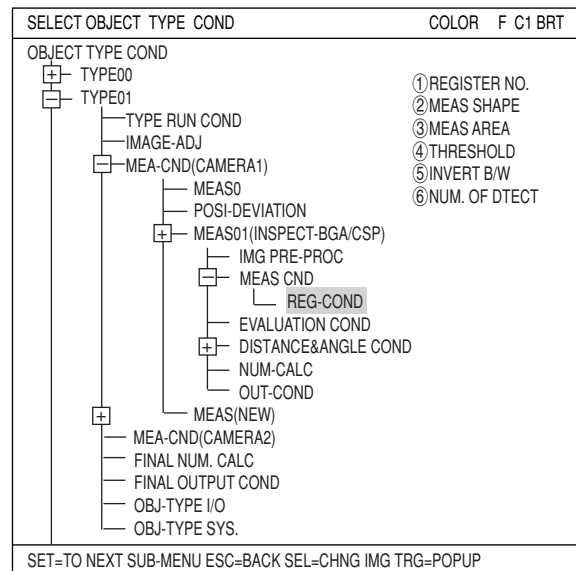 SELECT OBJECT TYPE COND COLOR F C1 BRT
OBJECT TYPE COND
+ TYPE00
− TYPE01
TYPE RUN COND
IMAGE-ADJ
− MEA-CND(CAMERA1)
MEAS0
POSI-DEVIATION
+ MEAS01(INSPECT-BGA/CSP)
IMG PRE-PROC
− MEAS CND
REG-COND
EVALUATION COND
+ DISTANCE&ANGLE COND
NUM-CALC
OUT-COND
+ MEAS(NEW)
MEA-CND(CAMERA2)
FINAL NUM. CALC
FINAL OUTPUT COND
OBJ-TYPE I/O
OBJ-TYPE SYS.
①REGISTER NO.
②MEAS SHAPE
③MEAS AREA
④THRESHOLD
⑤INVERT B/W
⑥NUM. OF DTECT
SET=TO NEXT SUB-MENU ESC=BACK SEL=CHNG IMG TRG=POPUP